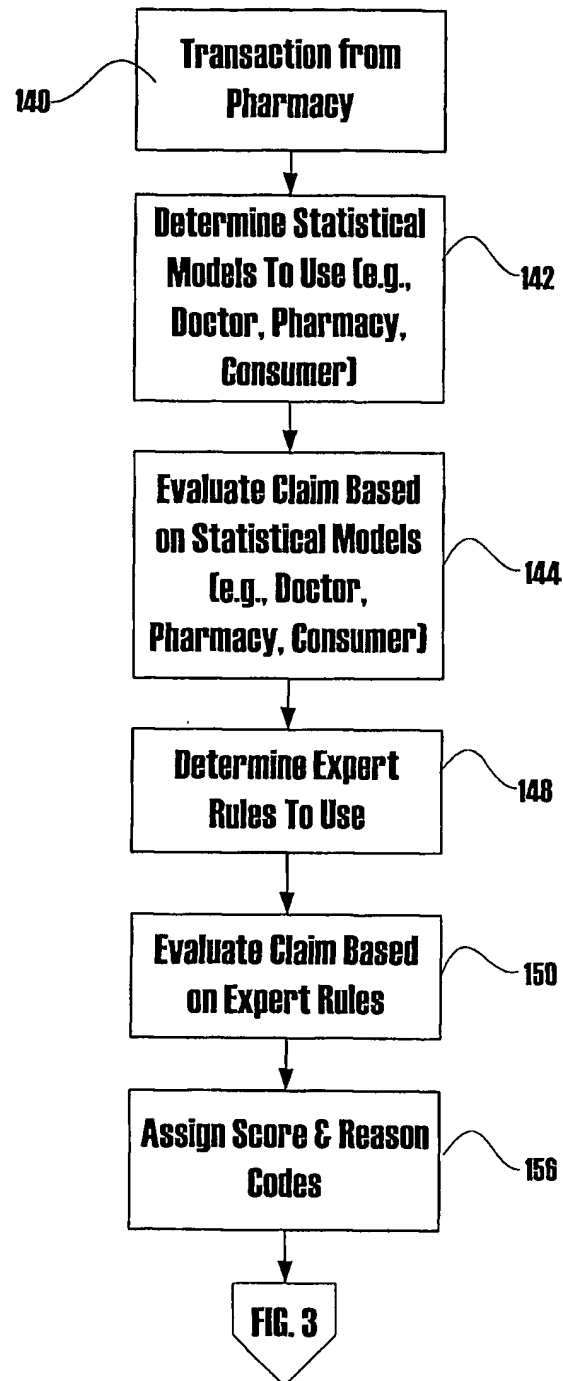 Transaction from
Pharmacy
140
Determine Statistical
Models To Use (e.g.,
Doctor, Pharmacy,
Consumer)
142
Evaluate Claim Based
on Statistical Models
(e.g., Doctor,
Pharmacy, Consumer)
144
Determine Expert
Rules To Use
148
Evaluate Claim Based
on Expert Rules
150
Assign Score & Reason
Codes
156
FIG. 3